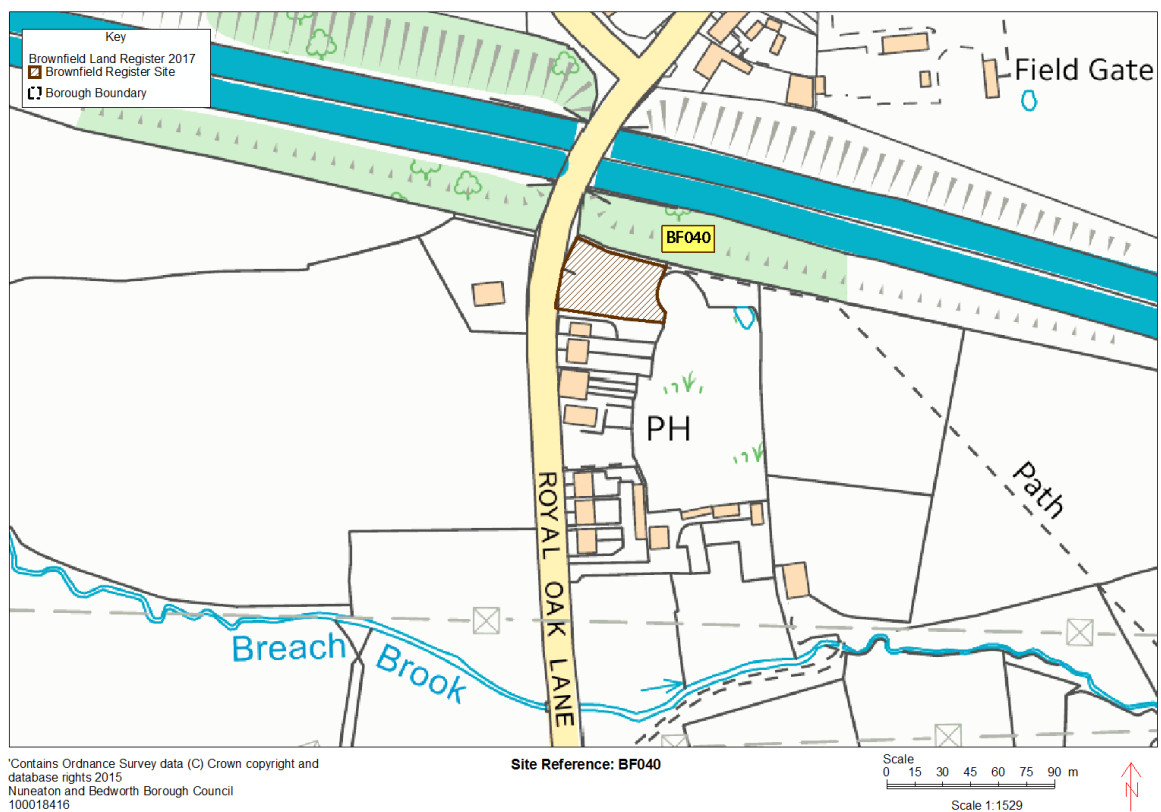 Key
Brownfield Land Register 2017
Brownfield Register Site
Borough Boundary
Field Gate
BF040
PH
Path
ROYAL OAK LANE
Breach Brook
'Contains Ordnance Survey data (C) Crown copyright and
database rights 2015
Nuneaton and Bedworth Borough Council
100018416
Site Reference: BF040
Scale
0 15 30 45 60 75 90 m
Scale 1:1529
N